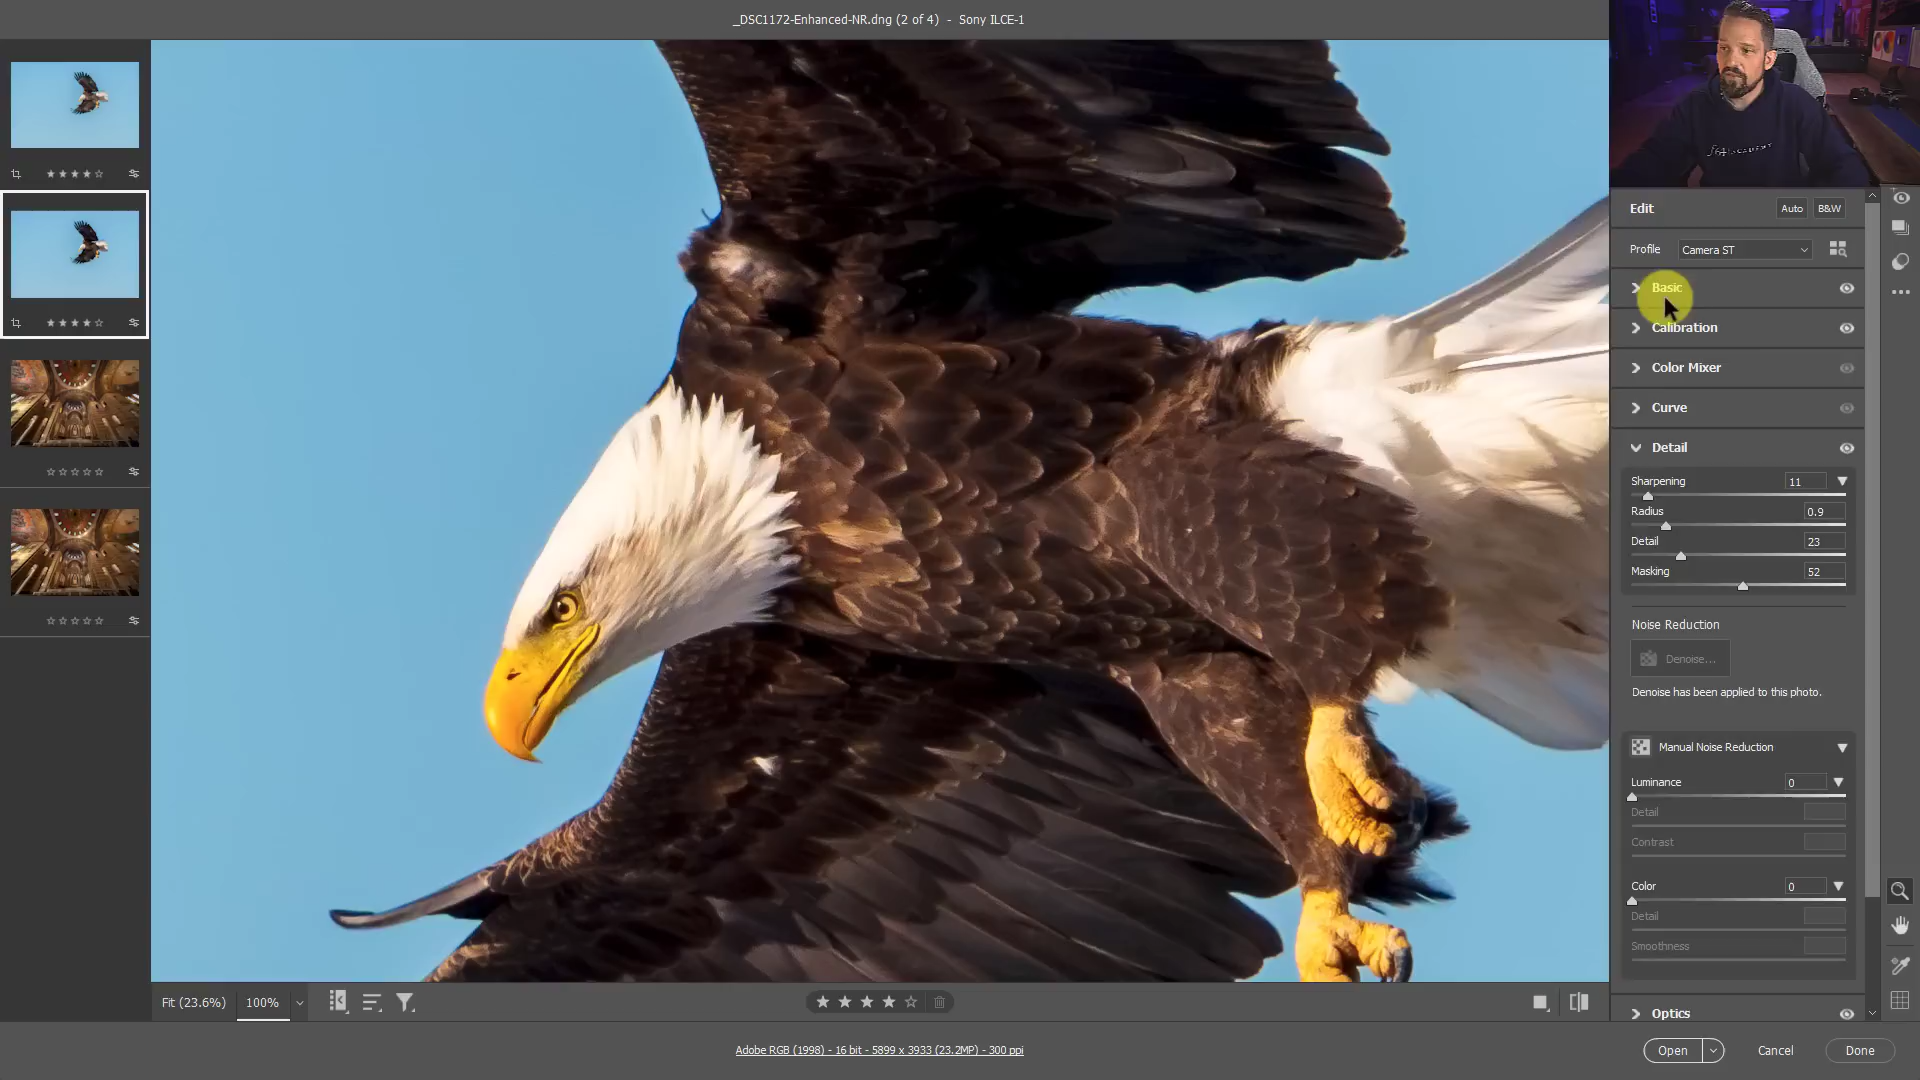 _DSC1172-Enhanced-NR.dng (2 of 4) - Sony ILCE-1
Edit
Auto
B&W
Profile
Camera ST
Basic
Calibration
Color Mixer
Curve
Detail
Sharpening 11
Radius 0.9
Detail 23
Masking 52
Noise Reduction
Denoise...
Denoise has been applied to this photo.
Manual Noise Reduction
Luminance 0
Detail
Contrast
Color 0
Detail
Smoothness
Optics
Fit (23.6%)
100%
Adobe RGB (1998) - 16 bit - 5899 x 3933 (23.2MP) - 300 ppi
Open
Cancel
Done